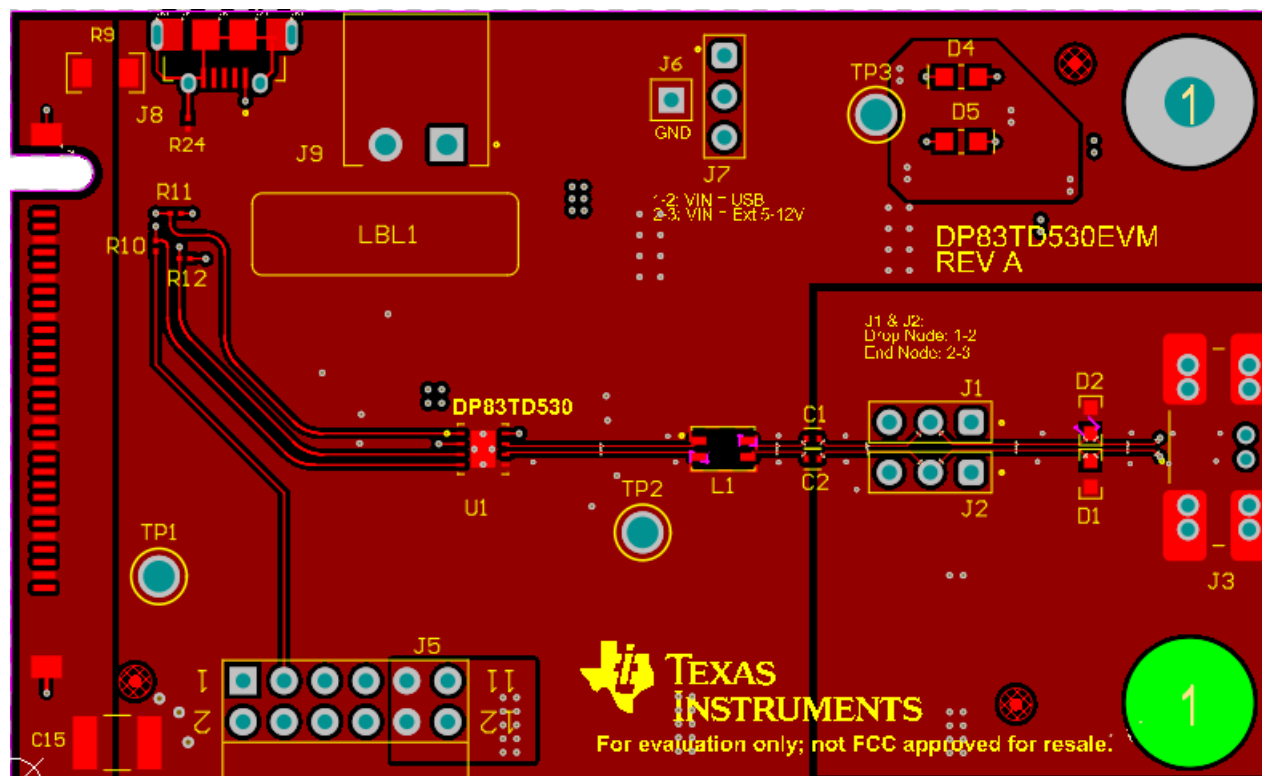 R9
J8
R24
J9
J6
GND
J7
1-2: VIN = USB
2-3: VIN = Ext 5-12V
TP3
D4
D5
1
R11
R10
R12
LBL1
DP83TD530EVM
REV A
J1 & J2:
Drop Node: 1-2
End Node: 2-3
DP83TD530
U1
L1
C1
C2
J1
J2
D2
D1
J3
TP2
TP1
J5
1
2
11
12
C15
TEXAS
INSTRUMENTS
For evaluation only; not FCC approved for resale.
1